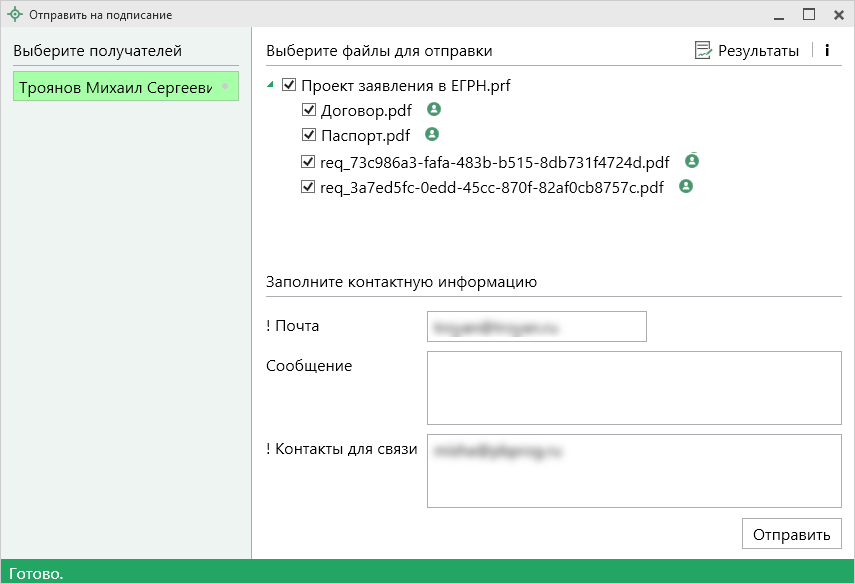 Отправить на подписание
Выберите получателей
Троянов Михаил Сергееви
Выберите файлы для отправки
Результаты
i
Проект заявления в ЕГРН.prf
Договор.pdf
Паспорт.pdf
req_73c986a3-fafa-483b-b515-8db731f4724d.pdf
req_3a7ed5fc-0edd-45cc-870f-82af0cb8757c.pdf
Заполните контактную информацию
! Почта
Сообщение
! Контакты для связи
Отправить
Готово.